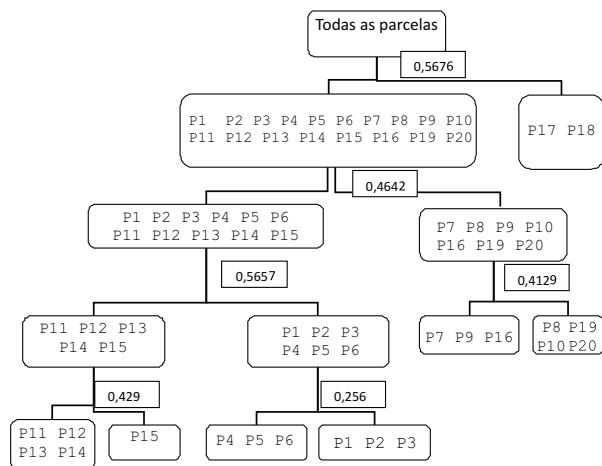 Todas as parcelas
0,5676
P1 P2 P3 P4 P5 P6 P7 P8 P9 P10
P11 P12 P13 P14 P15 P16 P19 P20
P17 P18
0,4642
P1 P2 P3 P4 P5 P6
P11 P12 P13 P14 P15
P7 P8 P9 P10
P16 P19 P20
0,5657
0,4129
P11 P12 P13
P14 P15
P1 P2 P3
P4 P5 P6
P7 P9 P16
P8 P19
P10 P20
0,429
0,256
P11 P12
P13 P14
P15
P4 P5 P6
P1 P2 P3